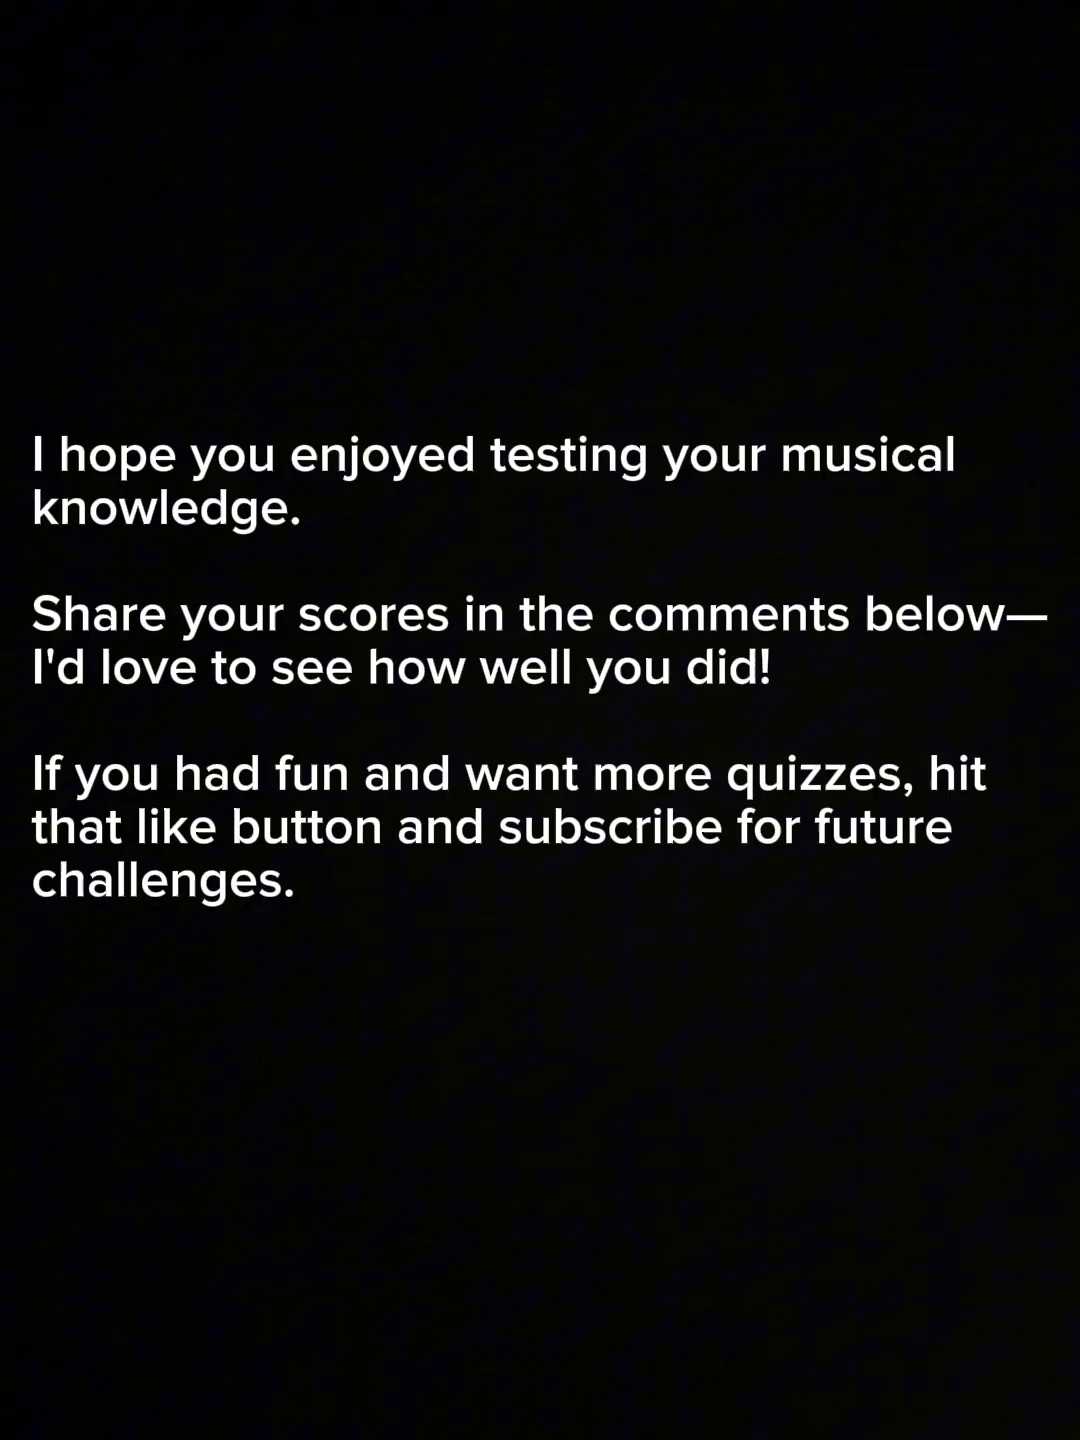 I hope you enjoyed testing your musical
knowledge.
Share your scores in the comments below—
I'd love to see how well you did!
If you had fun and want more quizzes, hit
that like button and subscribe for future
challenges.